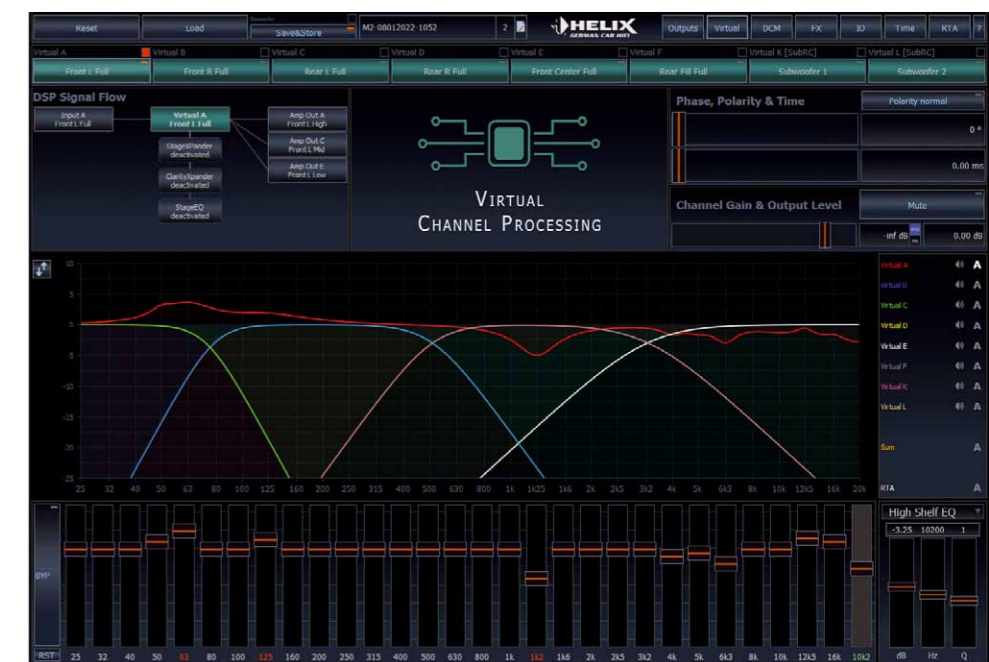 Reset Load Save&Store M2-08012022-1052 2 HELIX Outputs Virtual DCM FX IO Time RTA ?
GERMAN CAR HIFI
Virtual A Virtual B Virtual C Virtual D Virtual E Virtual F Virtual K [SubRC] Virtual L [SubRC]
Front L Full Front R Full Rear L Full Rear R Full Front Center Full Rear Fill Full Subwoofer 1 Subwoofer 2
DSP Signal Flow
Input A
Front L Full
Virtual A
Front L Full
Amp Out A
Front L High
StageXPander
deactivated
Amp Out C
Front L Mid
ClarityXpander
deactivated
Amp Out E
Front L Low
StageEQ
deactivated
VIRTUAL
CHANNEL PROCESSING
Phase, Polarity & Time Polarity normal
0 °
0.00 ms
Channel Gain & Output Level Mute
-inf dB 0.00 dB
10
5
0
-5
-10
-15
-20
25
25 32 40 50 63 80 100 125 160 200 250 315 400 500 630 800 1k 1k25 1k6 2k 2k5 3k2 4k 5k 6k3 8k 10k 12k5 16k 20k
Virtual A A
Virtual D A
Virtual C A
Virtual D A
Virtual E A
Virtual F A
Virtual K A
Virtual L A
Sum A
RTA A
BYP
RST 25 32 40 50 63 80 100 125 160 200 250 315 400 500 630 800 1k 1k2 1k6 2k 2k5 3k2 4k 5k 6k3 8k 10k 12k5 16k 10k2
High Shelf EQ
-3.25 10200 1
dB Hz Q